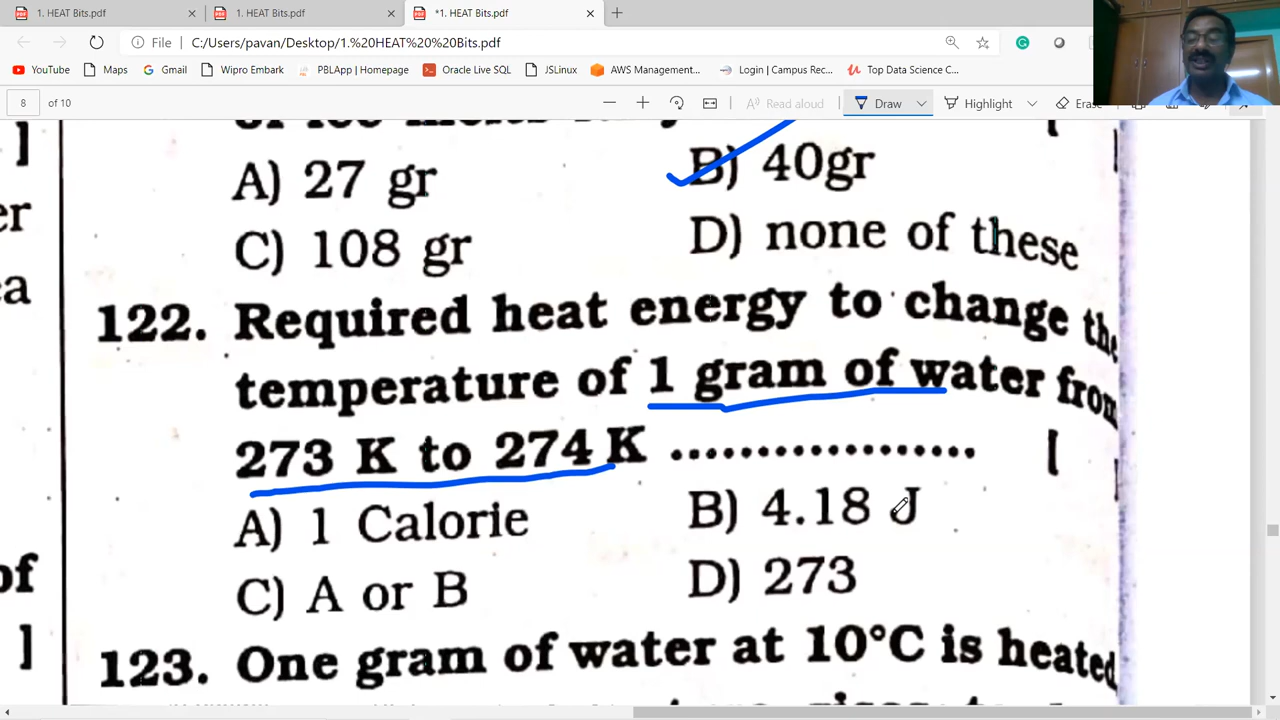 1. HEAT Bits.pdf
1. HEAT Bits.pdf
*1. HEAT Bits.pdf
File
C:/Users/pavan/Desktop/1.%20HEAT%20%20Bits.pdf
YouTube
Maps
Gmail
Wipro Embark
PBLApp | Homepage
Oracle Live SQL
JSLinux
AWS Management...
Login | Campus Rec...
Top Data Science C...
8 of 10
Read aloud
Draw
Highlight
Erase
]
er
ca
of
]
A) 27 gr B) 40gr
C) 108 gr D) none of these
122. Required heat energy to change the
temperature of 1 gram of water from
273 K to 274 K .................. [
A) 1 Calorie B) 4.18 J
C) A or B D) 273
123. One gram of water at 10°C is heated